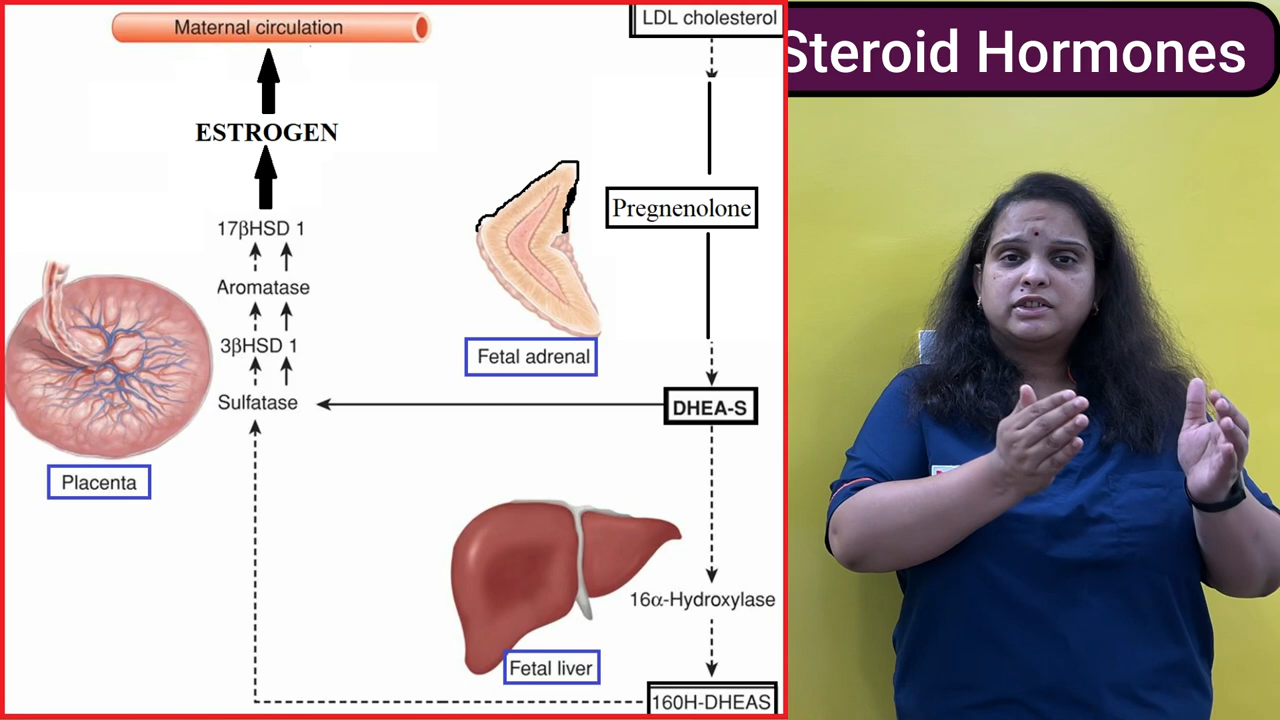 Maternal circulation
ESTROGEN
17βHSD 1
Aromatase
3βHSD 1
Sulfatase
Placenta
LDL cholesterol
Pregnenolone
Fetal adrenal
DHEA-S
16α-Hydroxylase
Fetal liver
160H-DHEAS
Steroid Hormones